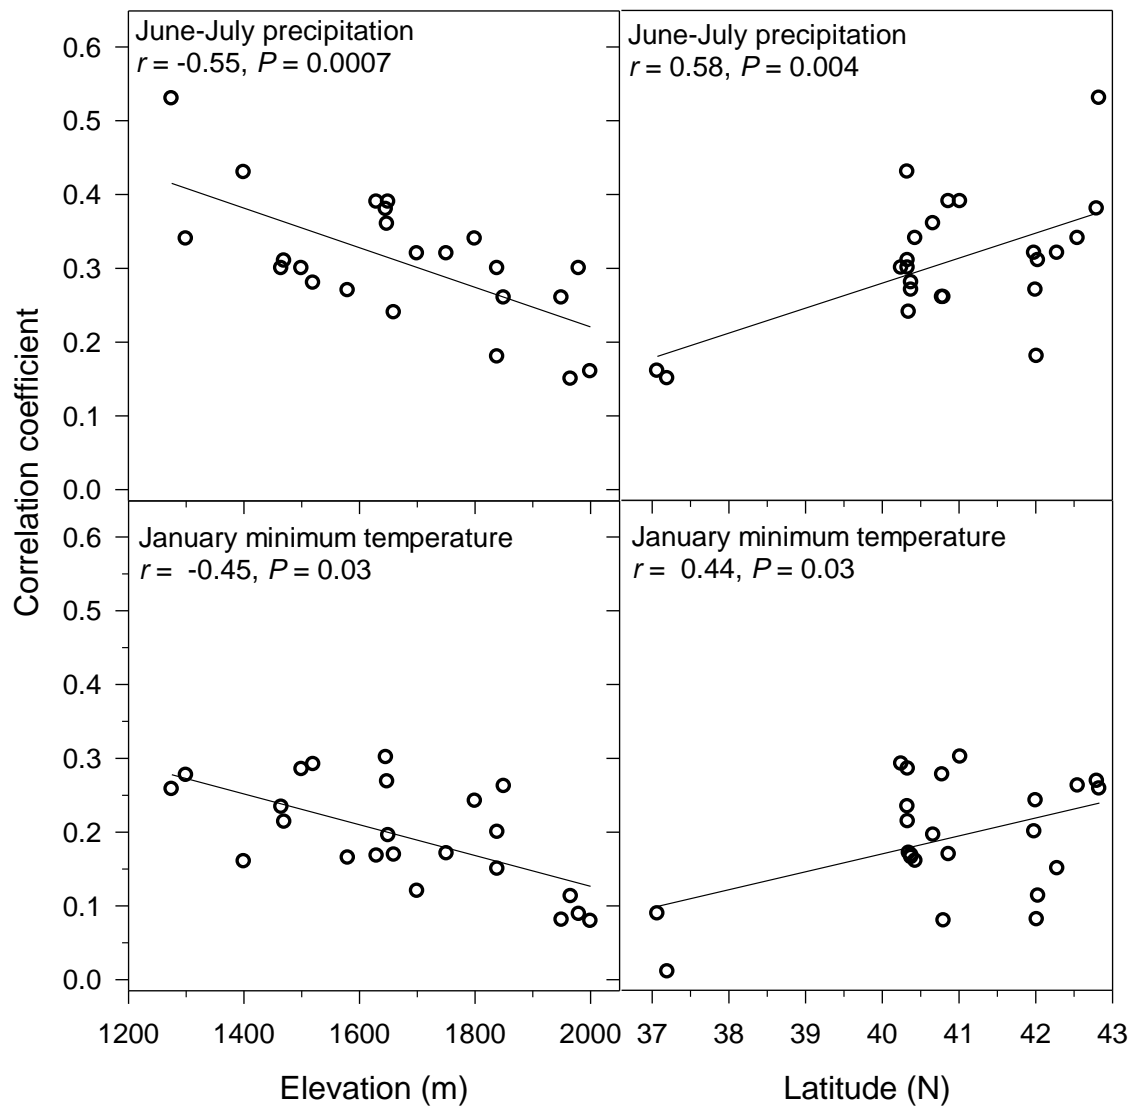 June-July precipitation
r = -0.55, P = 0.0007
June-July precipitation
r = 0.58, P = 0.004
0.6
0.5
0.4
0.3
0.2
0.1
0.0
Correlation coefficient
January minimum temperature
r = -0.45, P = 0.03
January minimum temperature
r = 0.44, P = 0.03
0.6
0.5
0.4
0.3
0.2
0.1
0.0
1200 1400 1600 1800 2000
37 38 39 40 41 42 43
Elevation (m)
Latitude (N)